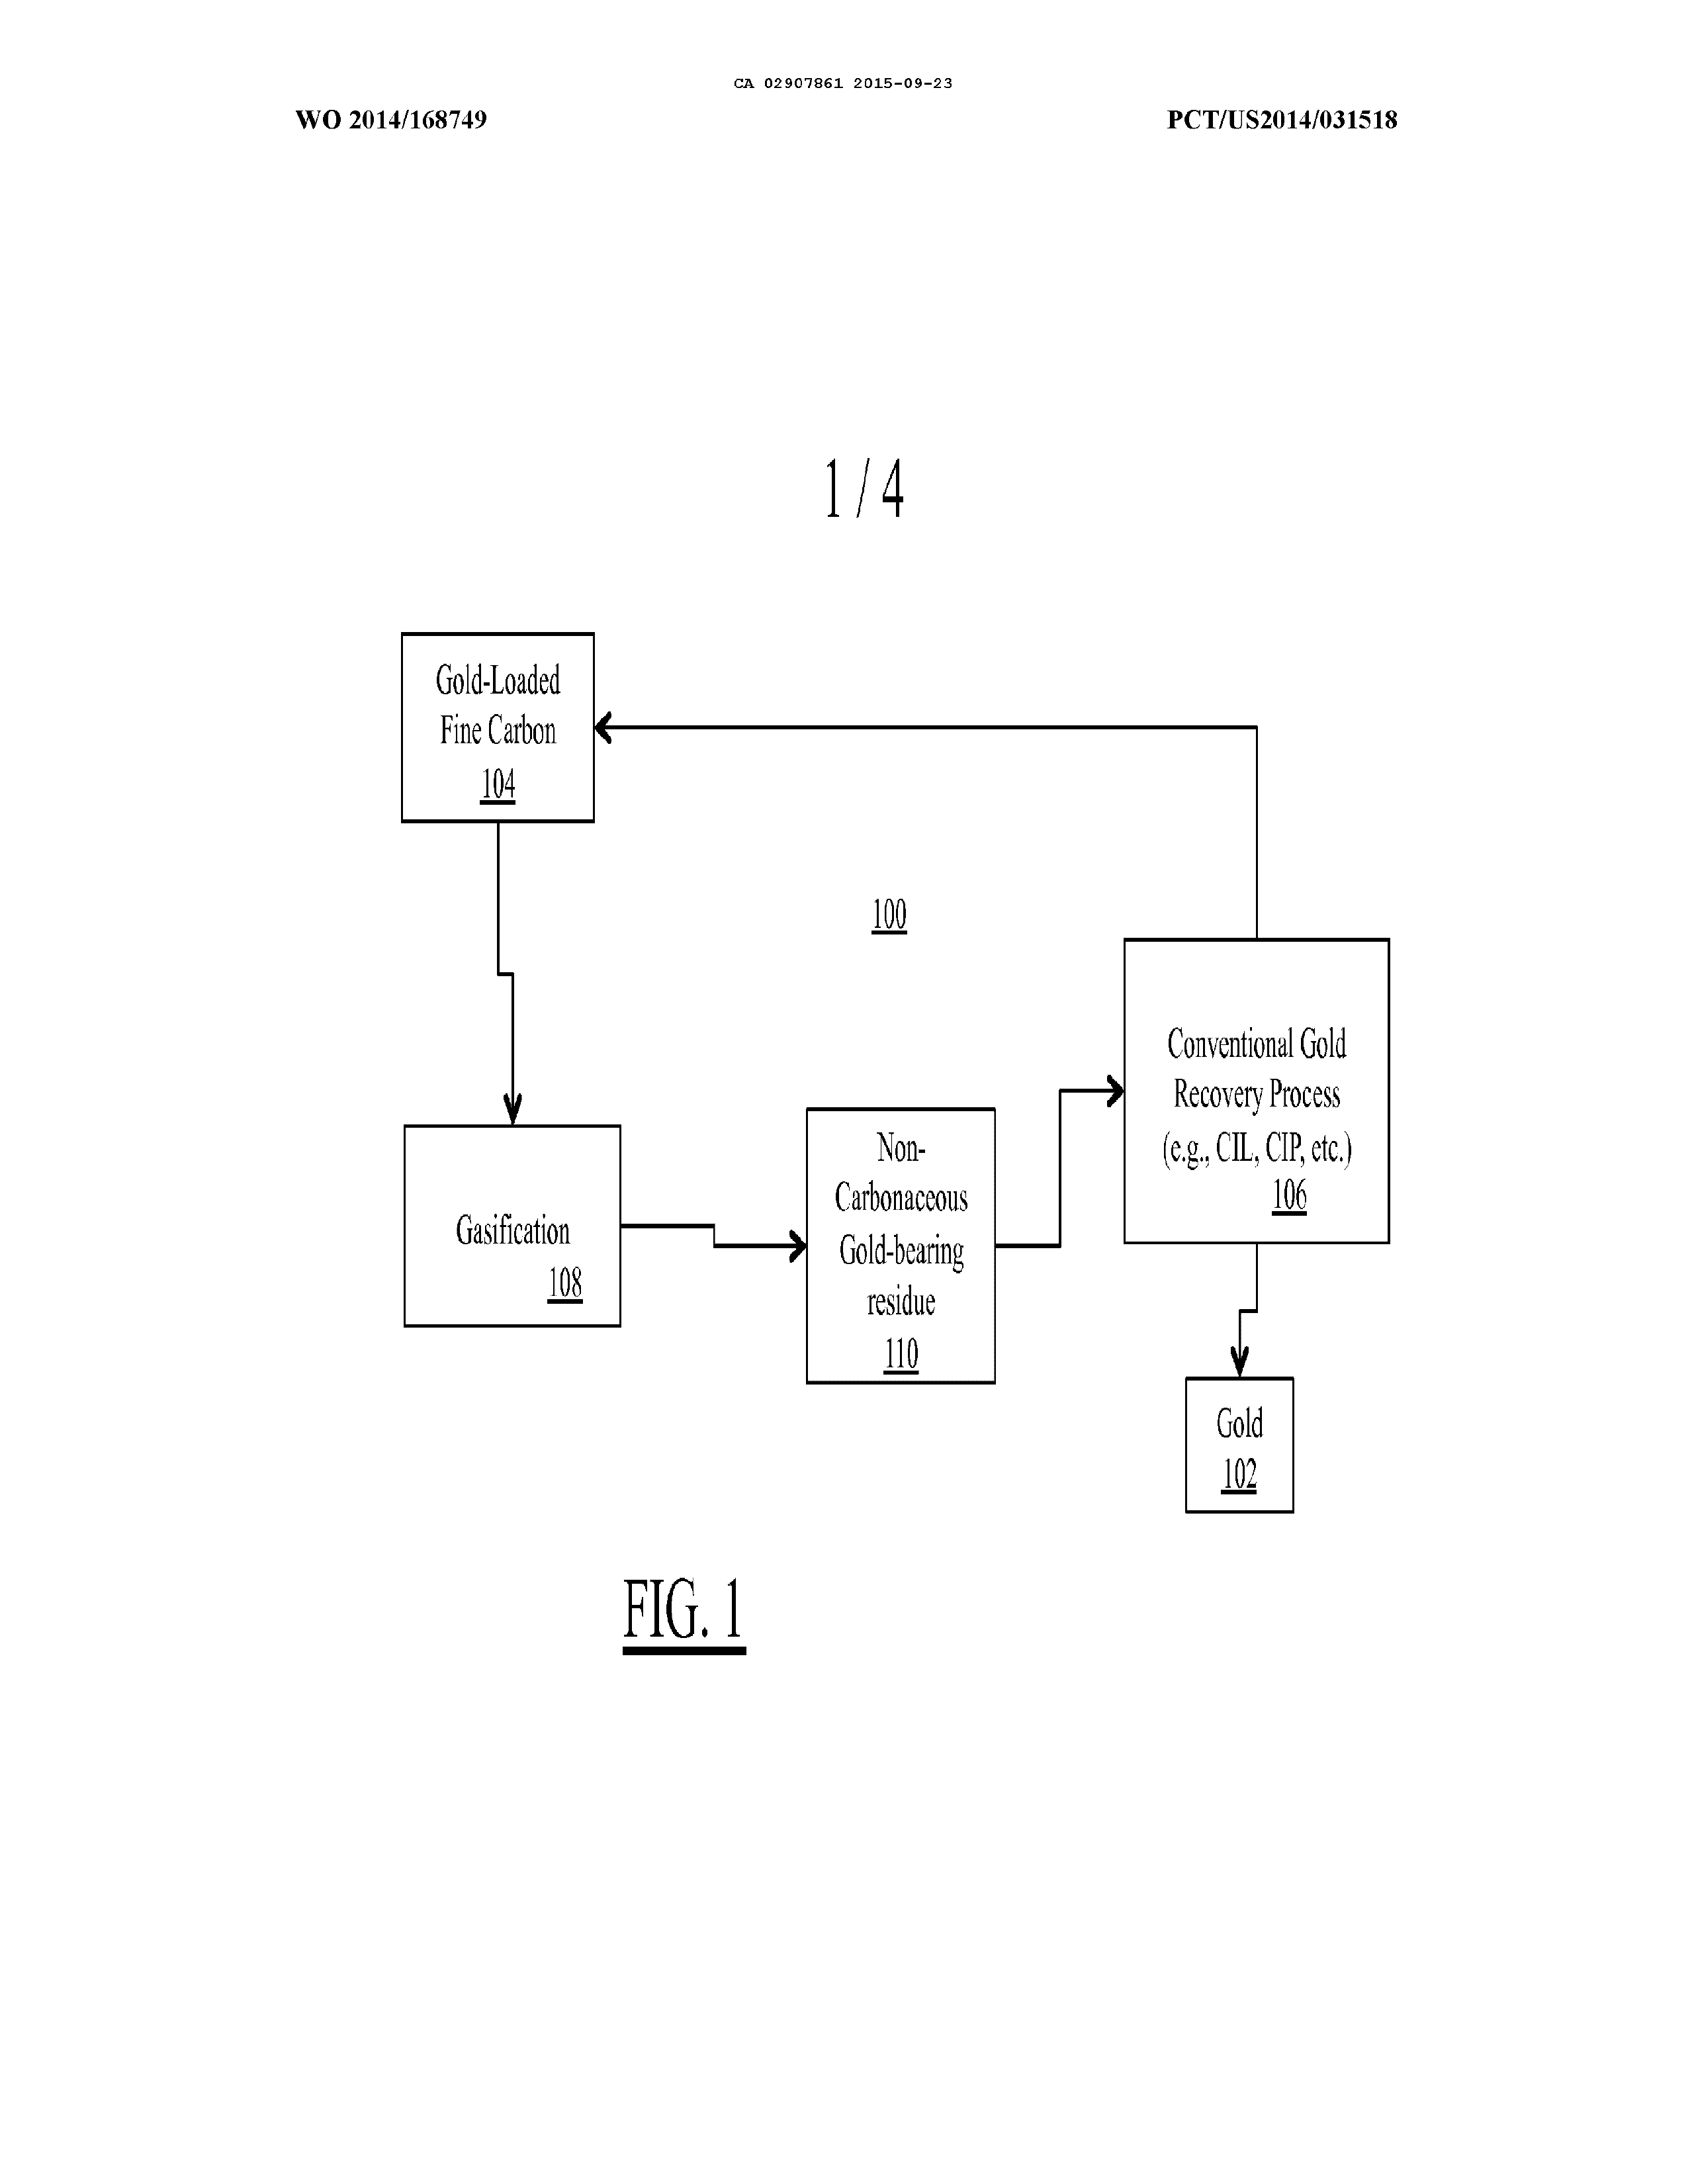 CA 02907861 2015-09-23
WO 2014/168749
PCT/US2014/031518
1 / 4
Gold-Loaded
Fine Carbon
104
100
Conventional Gold
Recovery Process
(e.g., CIL, CIP, etc.)
106
Gasification
108
Non-
Carbonaceous
Gold-bearing
residue
110
Gold
102
FIG. 1